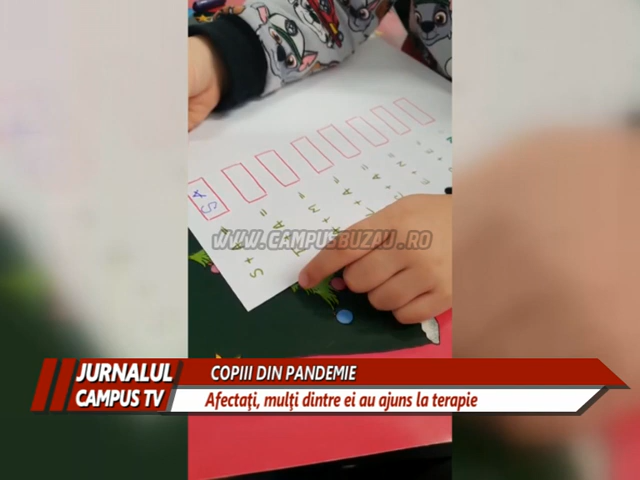 WWW.CAMPUSBUZAU.RO
JURNALUL
CAMPUS TV
COPIII DIN PANDEMIE
Afectați, mulți dintre ei au ajuns la terapie